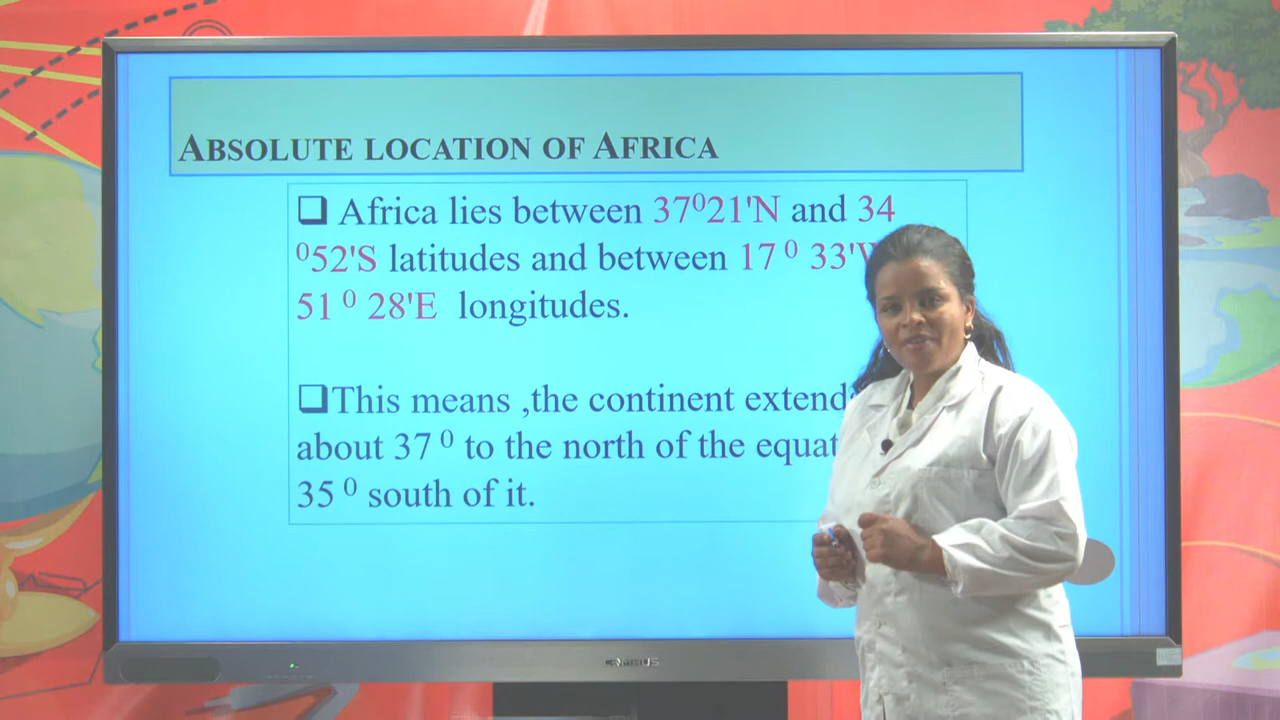 ABSOLUTE LOCATION OF AFRICA
❑ Africa lies between 37⁰21'N and 34
⁰52'S latitudes and between 17 ⁰ 33'
51 ⁰ 28'E longitudes.
❑This means ,the continent
about 37 ⁰ to the north of the
35 ⁰ south of it.